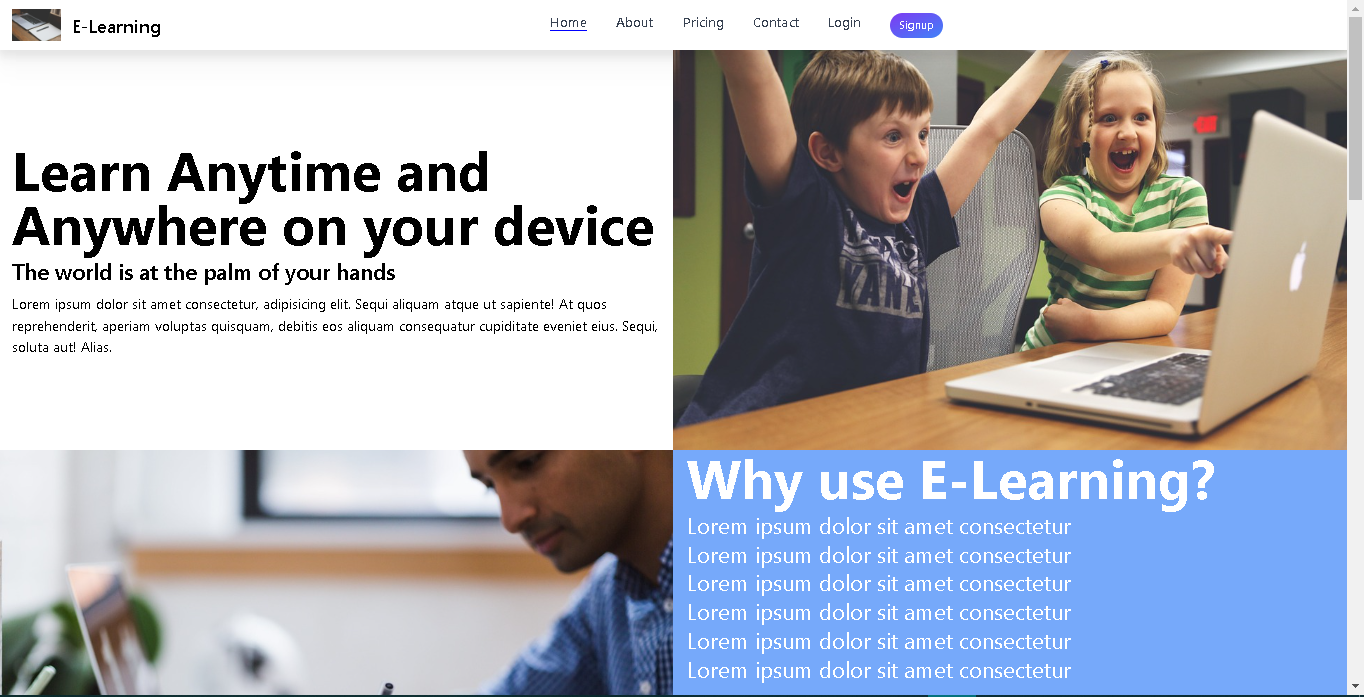 E-Learning
Home About Pricing Contact Login Signup
Learn Anytime and
Anywhere on your device
The world is at the palm of your hands
Lorem ipsum dolor sit amet consectetur, adipisicing elit. Sequi aliquam atque ut sapiente! At quos
reprehenderit, aperiam voluptas quisquam, debitis eos aliquam consequatur cupiditate eveniet eius. Sequi,
soluta aut! Alias.
Why use E-Learning?
Lorem ipsum dolor sit amet consectetur
Lorem ipsum dolor sit amet consectetur
Lorem ipsum dolor sit amet consectetur
Lorem ipsum dolor sit amet consectetur
Lorem ipsum dolor sit amet consectetur
Lorem ipsum dolor sit amet consectetur